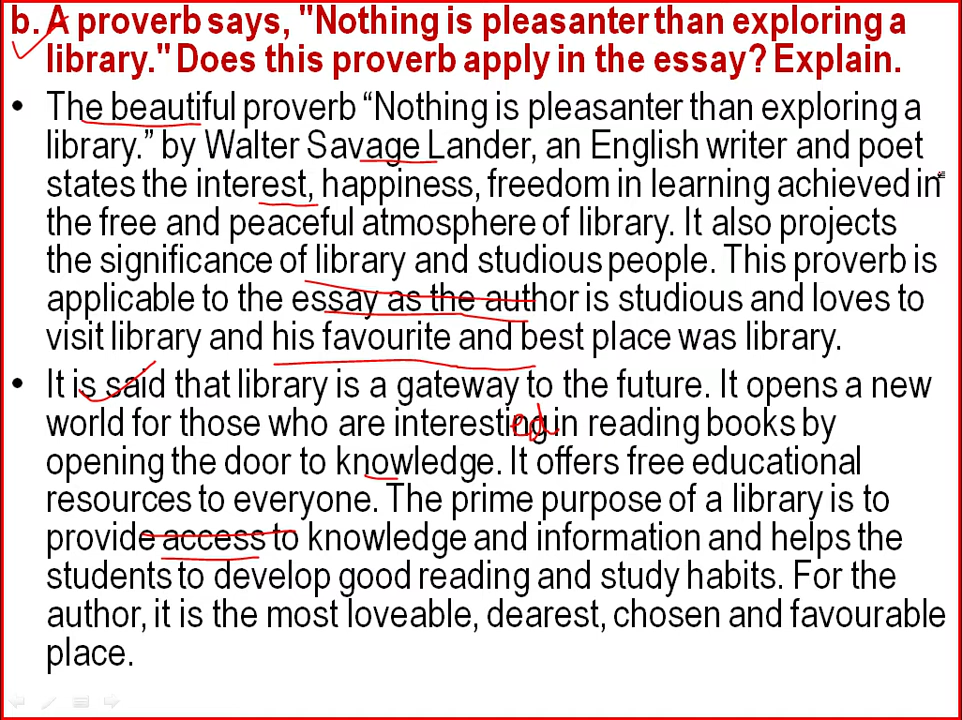 b. A proverb says, "Nothing is pleasanter than exploring a
library." Does this proverb apply in the essay? Explain.
• The beautiful proverb “Nothing is pleasanter than exploring a
library.” by Walter Savage Lander, an English writer and poet
states the interest, happiness, freedom in learning achieved in
the free and peaceful atmosphere of library. It also projects
the significance of library and studious people. This proverb is
applicable to the essay as the author is studious and loves to
visit library and his favourite and best place was library.
• It is said that library is a gateway to the future. It opens a new
world for those who are interesting in reading books by
ed
opening the door to knowledge. It offers free educational
resources to everyone. The prime purpose of a library is to
provide access to knowledge and information and helps the
students to develop good reading and study habits. For the
author, it is the most loveable, dearest, chosen and favourable
place.